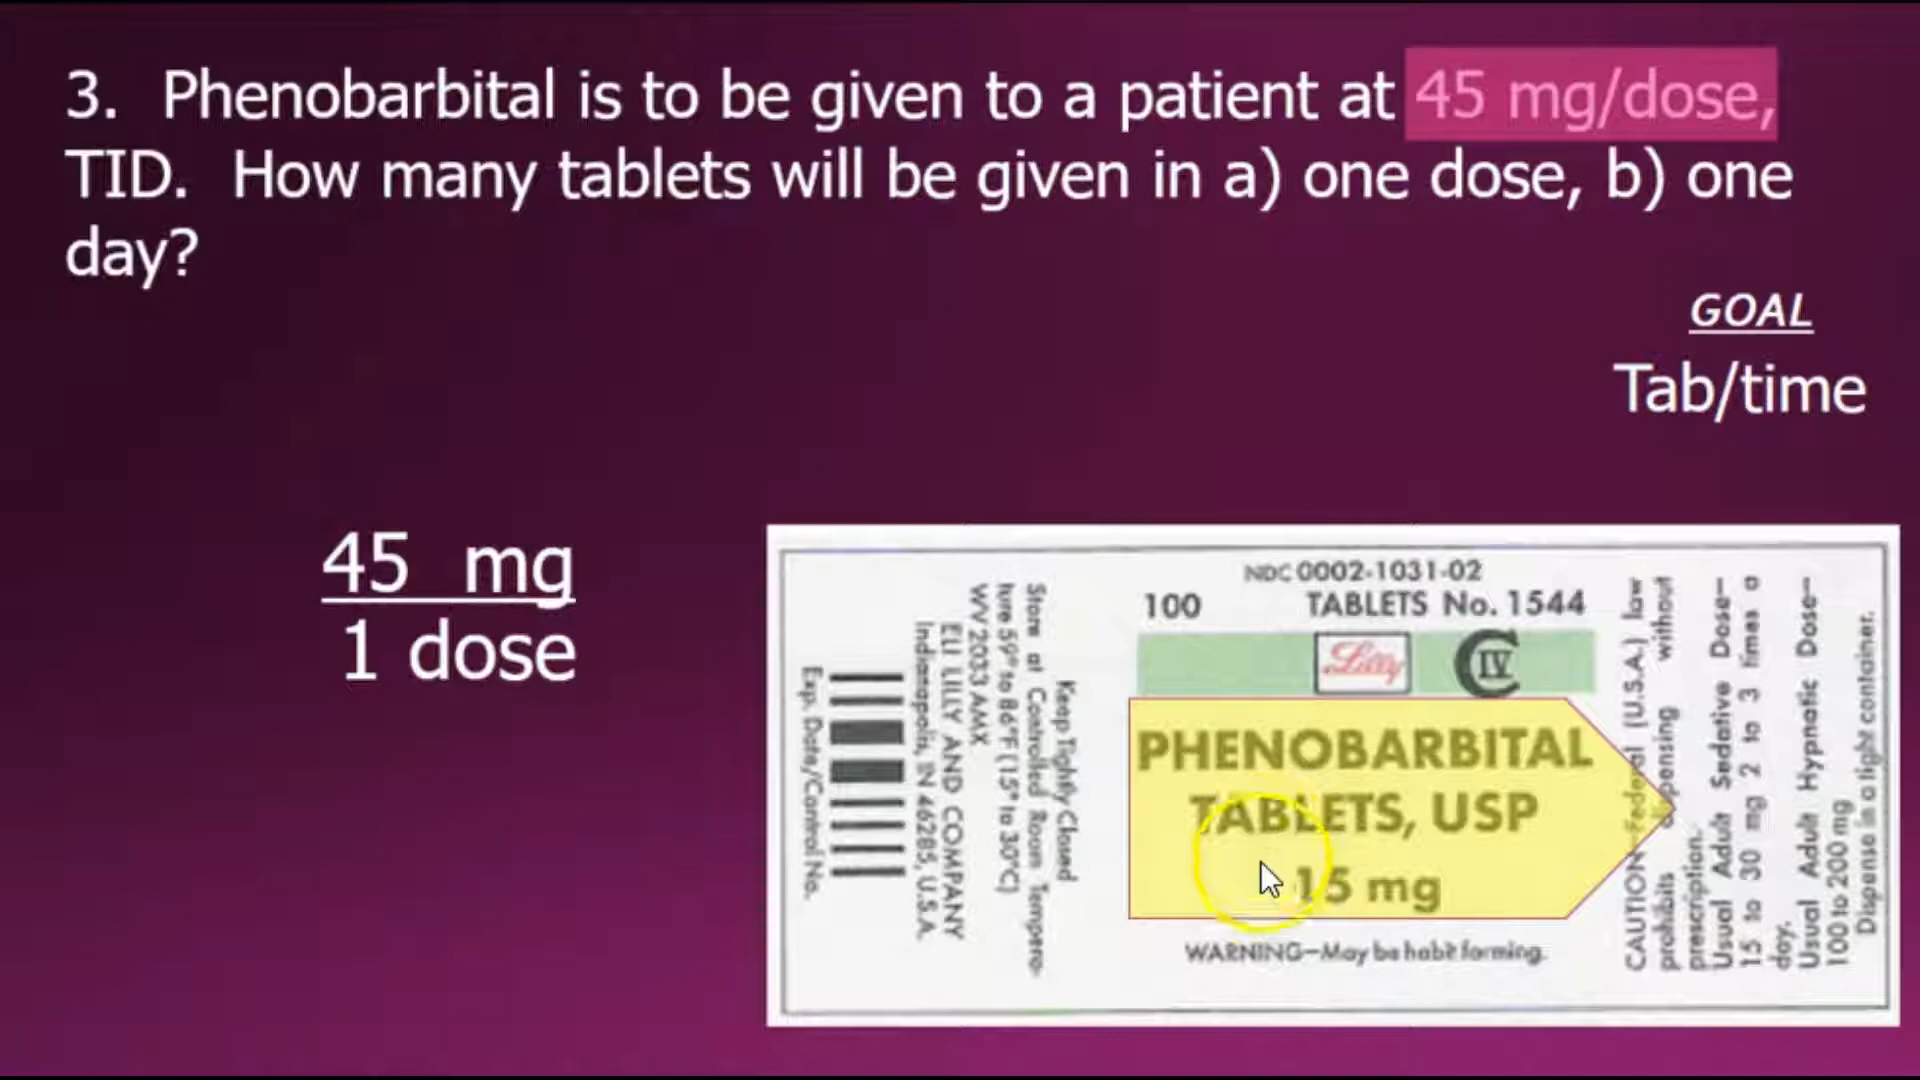 3. Phenobarbital is to be given to a patient at 45 mg/dose,
TID. How many tablets will be given in a) one dose, b) one
day?
GOAL
Tab/time
45 mg
1 dose
NDC 0002-1031-02
100 TABLETS No. 1544
Lilly
C IV
PHENOBARBITAL
TABLETS, USP
15 mg
WARNING—May be habit forming.
Exp. Date/Control No.
Keep Tightly Closed
Store at Controlled Room Tempera-
ture 59° to 86°F (15° to 30°C)
WV 2033 AMX
ELI LILLY AND COMPANY
Indianapolis, IN 46285, U.S.A.
CAUTION—Federal (U.S.A.) law
prohibits dispensing without
prescription.
Usual Adult Sedative Dose—
15 to 30 mg 2 to 3 times a
day.
Usual Adult Hypnotic Dose—
100 to 200 mg
Dispense in a tight container.